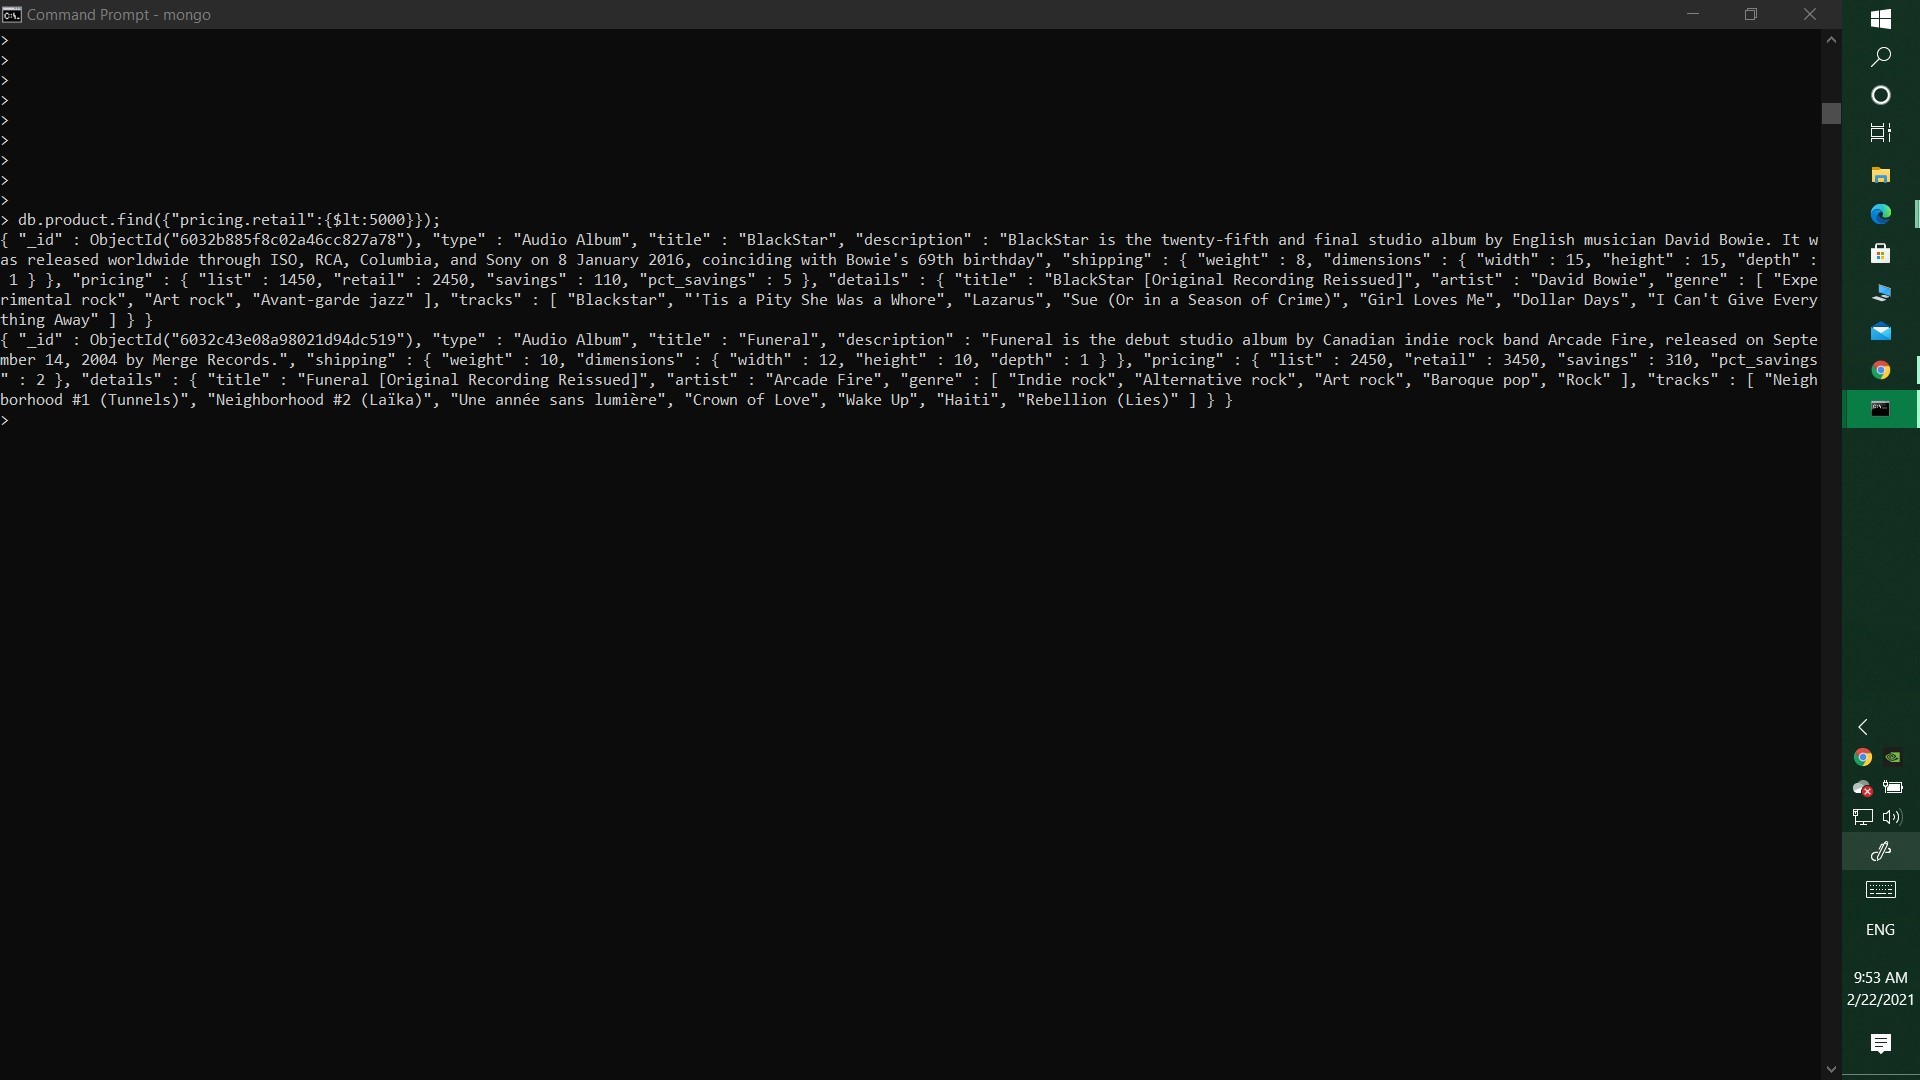 Command Prompt - mongo
>
>
>
>
>
>
>
>
>
> db.product.find({"pricing.retail":{$lt:5000}});
{ "_id" : ObjectId("6032b885f8c02a46cc827a78"), "type" : "Audio Album", "title" : "BlackStar", "description" : "BlackStar is the twenty-fifth and final studio album by English musician David Bowie. It w
as released worldwide through ISO, RCA, Columbia, and Sony on 8 January 2016, coinciding with Bowie's 69th birthday", "shipping" : { "weight" : 8, "dimensions" : { "width" : 15, "height" : 15, "depth" :
 1 } }, "pricing" : { "list" : 1450, "retail" : 2450, "savings" : 110, "pct_savings" : 5 }, "details" : { "title" : "BlackStar [Original Recording Reissued]", "artist" : "David Bowie", "genre" : [ "Expe
rimental rock", "Art rock", "Avant-garde jazz" ], "tracks" : [ "Blackstar", "'Tis a Pity She Was a Whore", "Lazarus", "Sue (Or in a Season of Crime)", "Girl Loves Me", "Dollar Days", "I Can't Give Every
thing Away" ] } }
{ "_id" : ObjectId("6032c43e08a98021d94dc519"), "type" : "Audio Album", "title" : "Funeral", "description" : "Funeral is the debut studio album by Canadian indie rock band Arcade Fire, released on Septe
mber 14, 2004 by Merge Records.", "shipping" : { "weight" : 10, "dimensions" : { "width" : 12, "height" : 10, "depth" : 1 } }, "pricing" : { "list" : 2450, "retail" : 3450, "savings" : 310, "pct_savings
" : 2 }, "details" : { "title" : "Funeral [Original Recording Reissued]", "artist" : "Arcade Fire", "genre" : [ "Indie rock", "Alternative rock", "Art rock", "Baroque pop", "Rock" ], "tracks" : [ "Neigh
borhood #1 (Tunnels)", "Neighborhood #2 (Laïka)", "Une année sans lumière", "Crown of Love", "Wake Up", "Haiti", "Rebellion (Lies)" ] } }
>
ENG
9:53 AM
2/22/2021